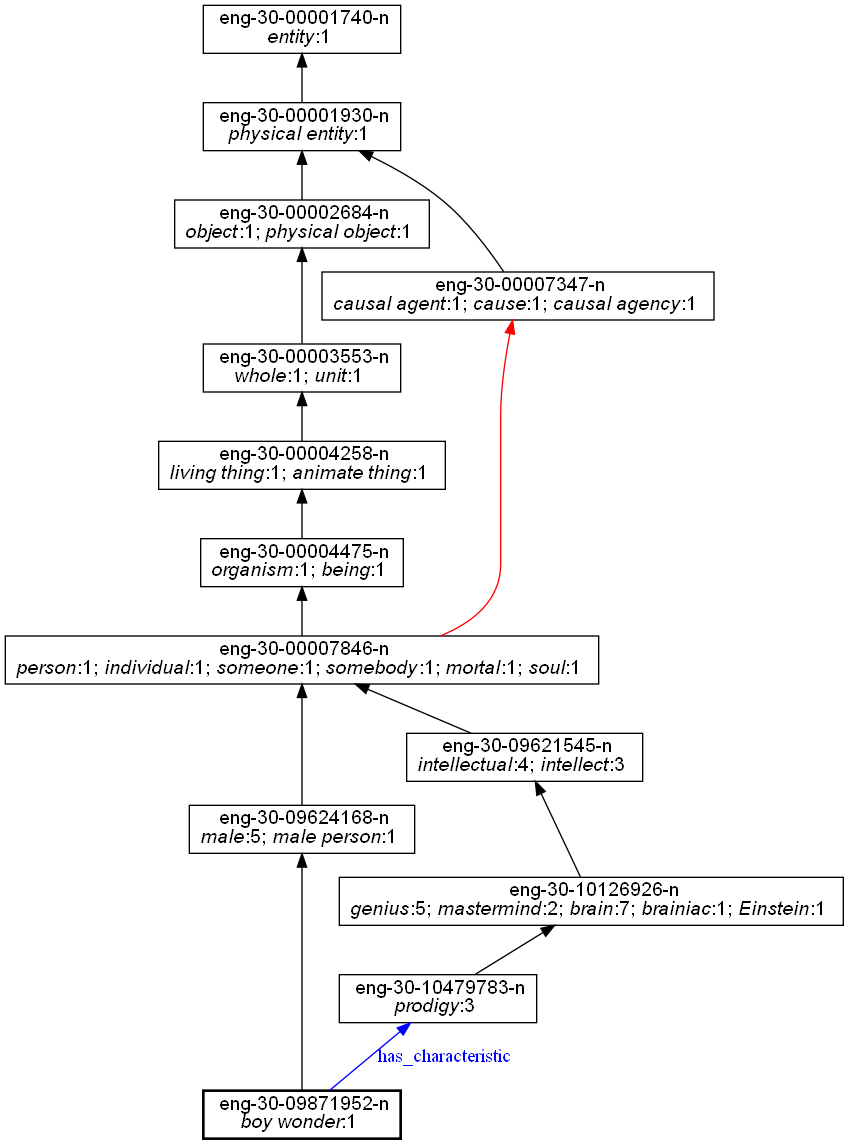 eng-30-00001740-n
entity:1
eng-30-00001930-n
physical entity:1
eng-30-00002684-n
object:1; physical object:1
eng-30-00007347-n
causal agent:1; cause:1; causal agency:1
eng-30-00003553-n
whole:1; unit:1
eng-30-00004258-n
living thing:1; animate thing:1
eng-30-00004475-n
organism:1; being:1
eng-30-00007846-n
person:1; individual:1; someone:1; somebody:1; mortal:1; soul:1
eng-30-09621545-n
intellectual:4; intellect:3
eng-30-09624168-n
male:5; male person:1
eng-30-10126926-n
genius:5; mastermind:2; brain:7; brainiac:1; Einstein:1
eng-30-10479783-n
prodigy:3
has_characteristic
eng-30-09871952-n
boy wonder:1